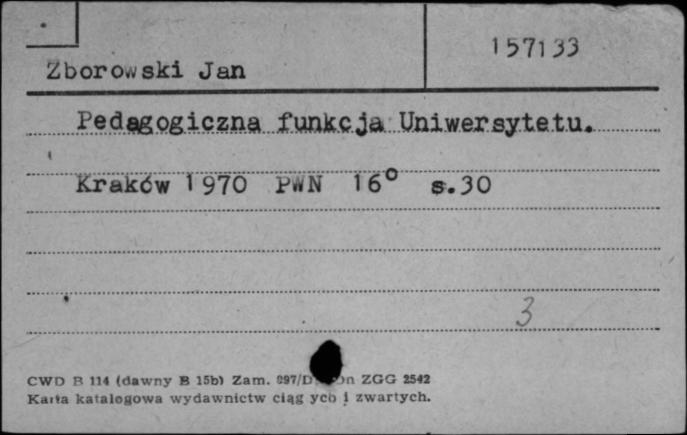 157133
Zborowski Jan
Pedagogiczna funkcja Uniwersytetu.
Kraków 1970 PWN 16° s.30
3
CWD B 114 (dawny B 15b) Zam. ZGG 2542
Karta katalogowa wydawnictw ciąg ych i zwartych.